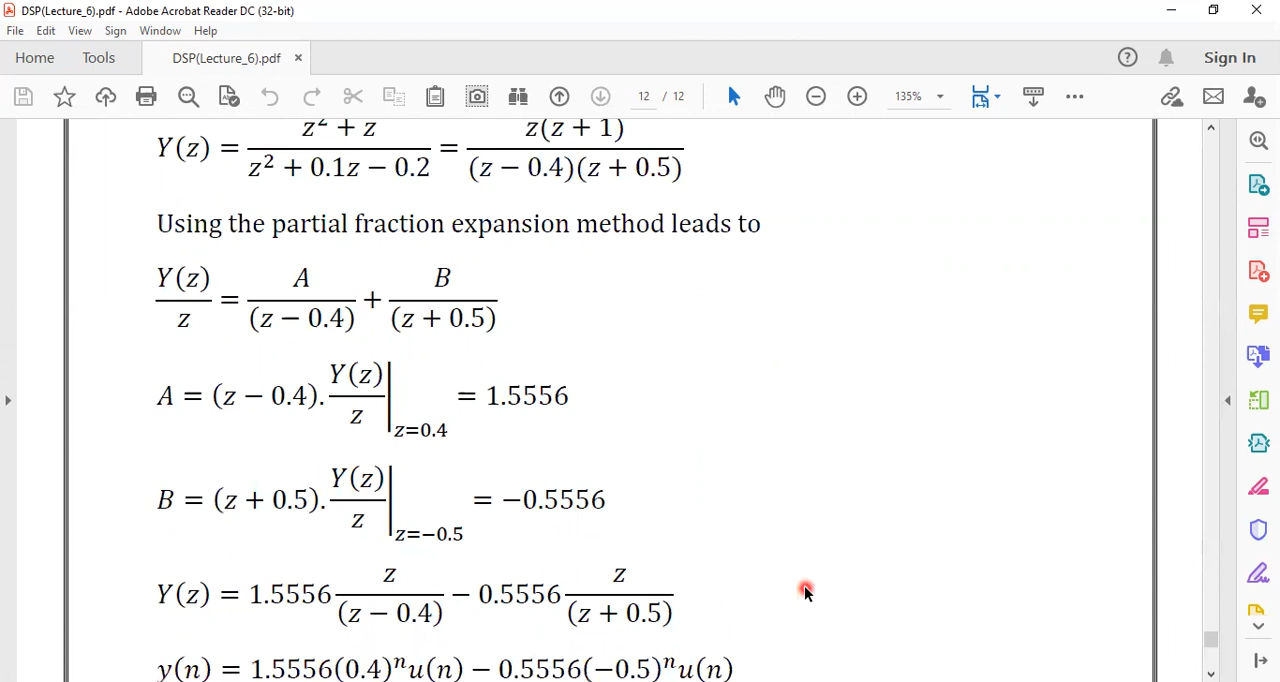 DSP(Lecture_6).pdf - Adobe Acrobat Reader DC (32-bit)
File Edit View Sign Window Help
Home Tools DSP(Lecture_6).pdf × Sign In
12 / 12 135%
Y(z) = (z² + z)/(z² + 0.1z − 0.2) = z(z + 1)/((z − 0.4)(z + 0.5))
Using the partial fraction expansion method leads to
Y(z)/z = A/(z − 0.4) + B/(z + 0.5)
A = (z − 0.4). Y(z)/z |z=0.4 = 1.5556
B = (z + 0.5). Y(z)/z |z=−0.5 = −0.5556
Y(z) = 1.5556 z/(z − 0.4) − 0.5556 z/(z + 0.5)
y(n) = 1.5556(0.4)ⁿu(n) − 0.5556(−0.5)ⁿu(n)